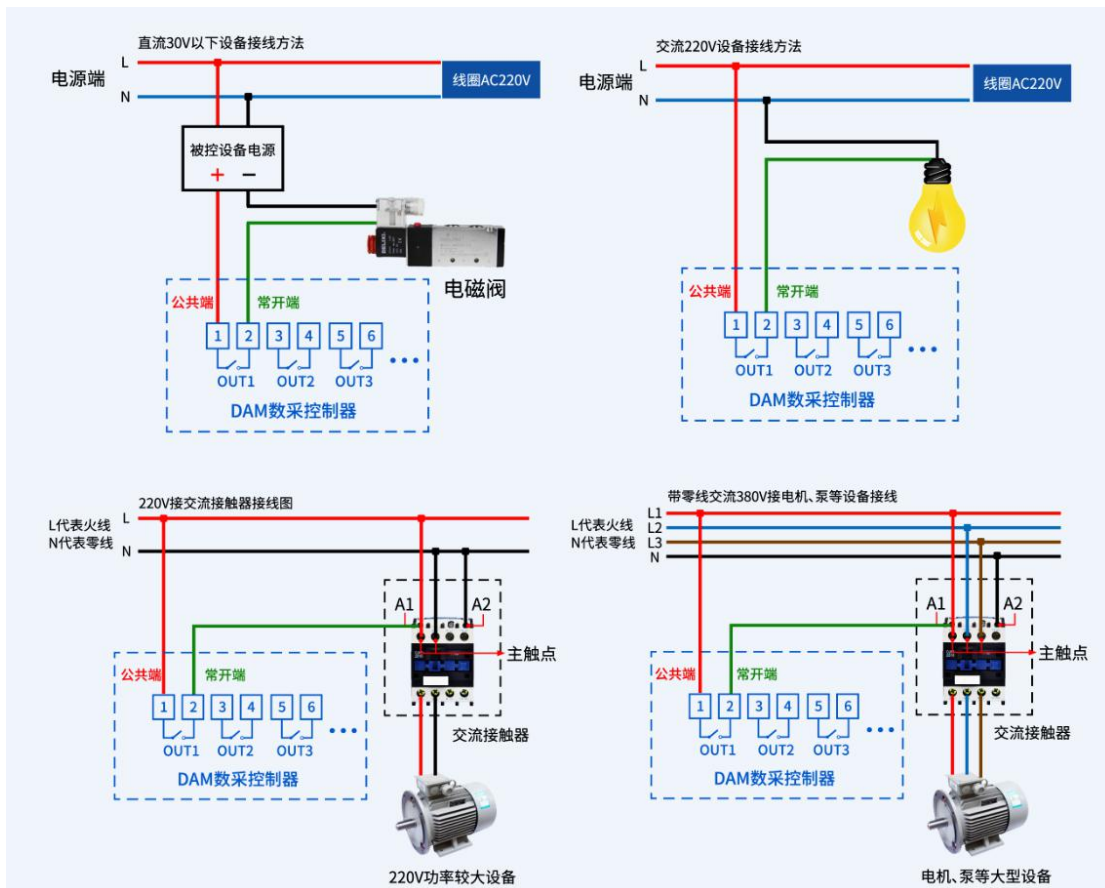 直流30V以下设备接线方法
电源端
L
N
线圈AC220V
被控设备电源
+ −
电磁阀
公共端
常开端
1 2 3 4 5 6
OUT1 OUT2 OUT3
DAM数采控制器
交流220V设备接线方法
电源端
L
N
线圈AC220V
公共端
常开端
1 2 3 4 5 6
OUT1 OUT2 OUT3
DAM数采控制器
220V接交流接触器接线图
L代表火线
N代表零线
L
N
A1
A2
主触点
公共端
常开端
1 2 3 4 5 6
OUT1 OUT2 OUT3
DAM数采控制器
交流接触器
220V功率较大设备
带零线交流380V接电机、泵等设备接线
L代表火线
N代表零线
L1
L2
L3
N
A1
A2
主触点
公共端
常开端
1 2 3 4 5 6
OUT1 OUT2 OUT3
DAM数采控制器
交流接触器
电机、泵等大型设备